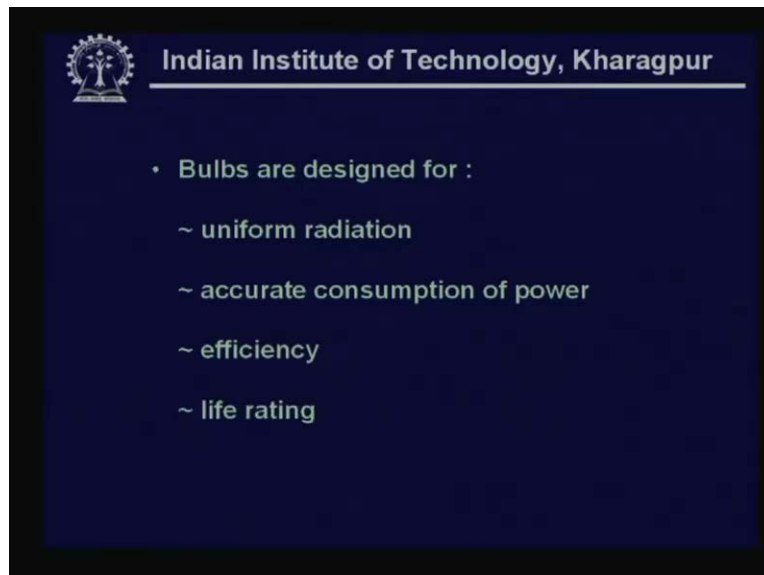 Indian Institute of Technology, Kharagpur
• Bulbs are designed for :
~ uniform radiation
~ accurate consumption of power
~ efficiency
~ life rating